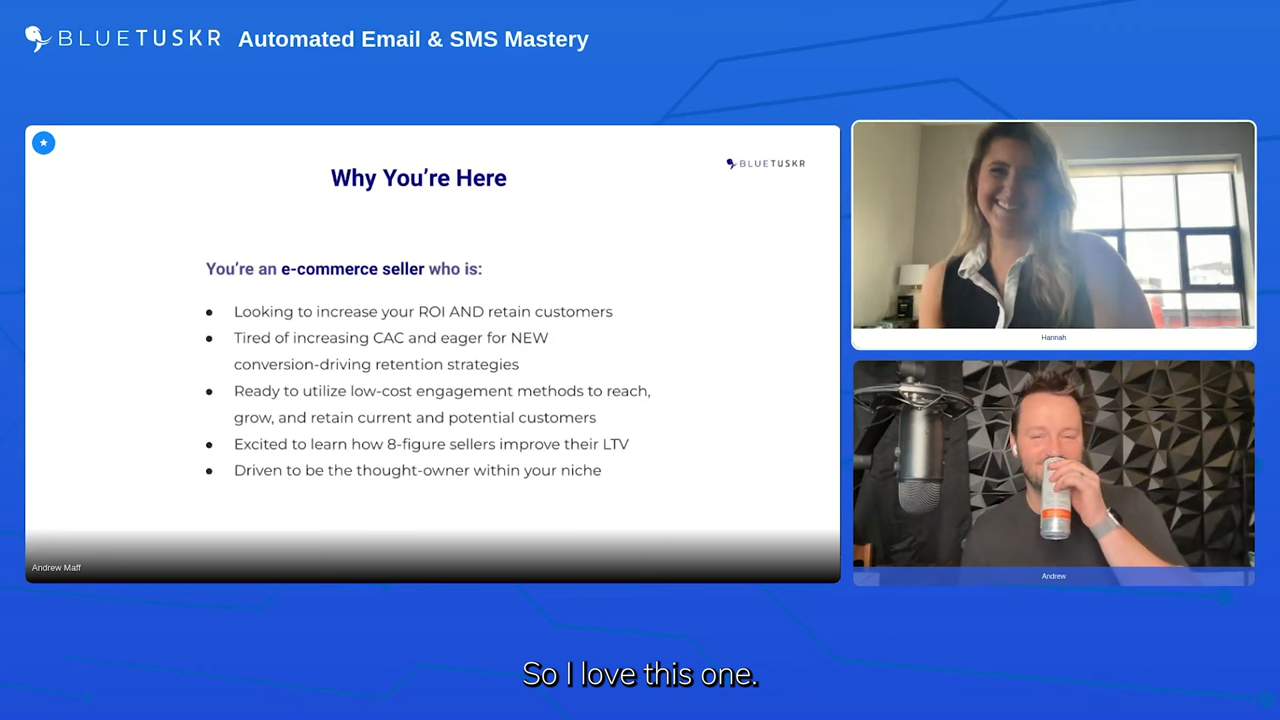 BLUETUSKR Automated Email & SMS Mastery
BLUETUSKR
Why You're Here
You're an e-commerce seller who is:
● Looking to increase your ROI AND retain customers
● Tired of increasing CAC and eager for NEW
conversion-driving retention strategies
● Ready to utilize low-cost engagement methods to reach,
grow, and retain current and potential customers
● Excited to learn how 8-figure sellers improve their LTV
● Driven to be the thought-owner within your niche
Andrew Maff
Hannah
Andrew
So I love this one.